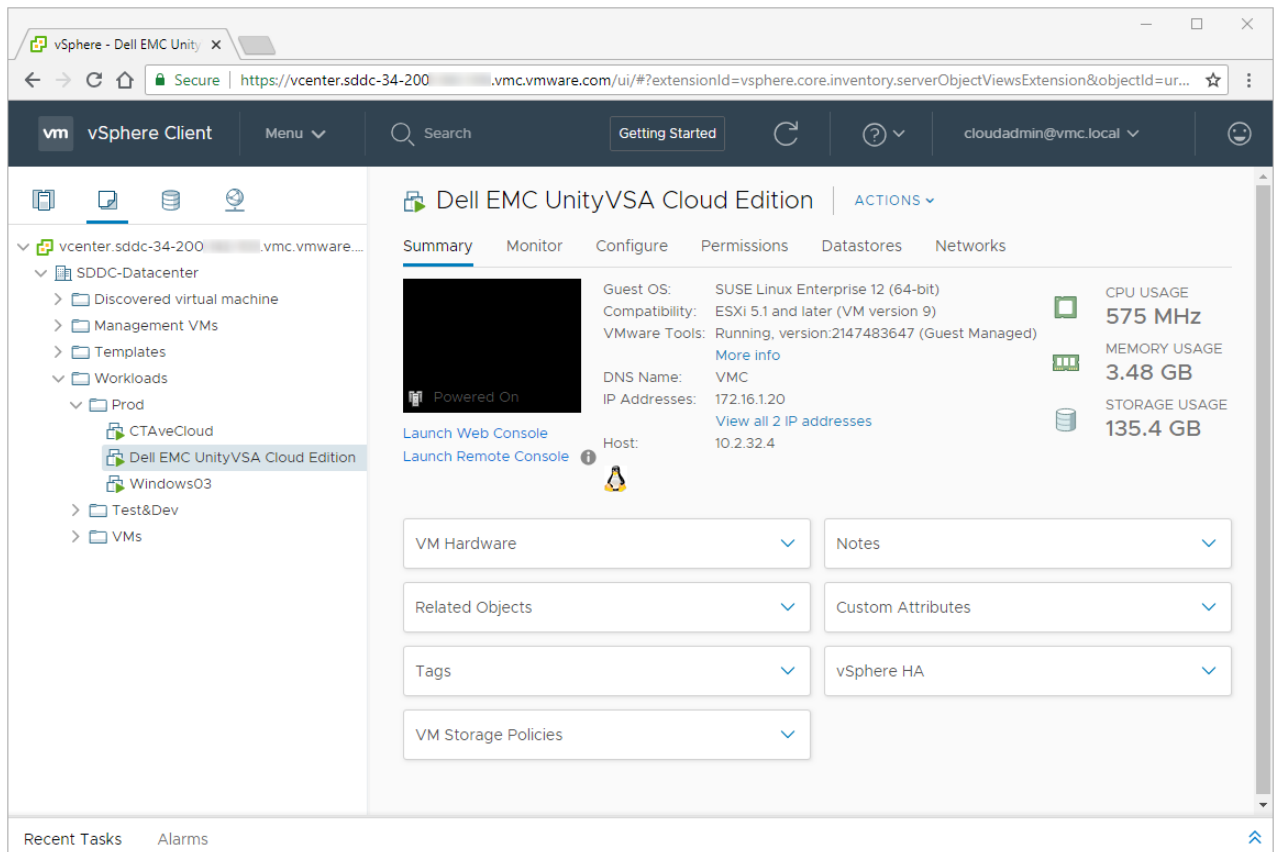 vSphere - Dell EMC Unity
Secure | https://vcenter.sddc-34-200 .vmc.vmware.com/ui/#?extensionId=vsphere.core.inventory.serverObjectViewsExtension&objectId=ur...
vm vSphere Client Menu Search Getting Started cloudadmin@vmc.local
vcenter.sddc-34-200 .vmc.vmware....
SDDC-Datacenter
Discovered virtual machine
Management VMs
Templates
Workloads
Prod
CTAveCloud
Dell EMC UnityVSA Cloud Edition
Windows03
Test&Dev
VMs
Dell EMC UnityVSA Cloud Edition ACTIONS
Summary Monitor Configure Permissions Datastores Networks
Powered On
Launch Web Console
Launch Remote Console
Guest OS: SUSE Linux Enterprise 12 (64-bit)
Compatibility: ESXi 5.1 and later (VM version 9)
VMware Tools: Running, version:2147483647 (Guest Managed)
More info
DNS Name: VMC
IP Addresses: 172.16.1.20
View all 2 IP addresses
Host: 10.2.32.4
CPU USAGE
575 MHz
MEMORY USAGE
3.48 GB
STORAGE USAGE
135.4 GB
VM Hardware
Notes
Related Objects
Custom Attributes
Tags
vSphere HA
VM Storage Policies
Recent Tasks Alarms